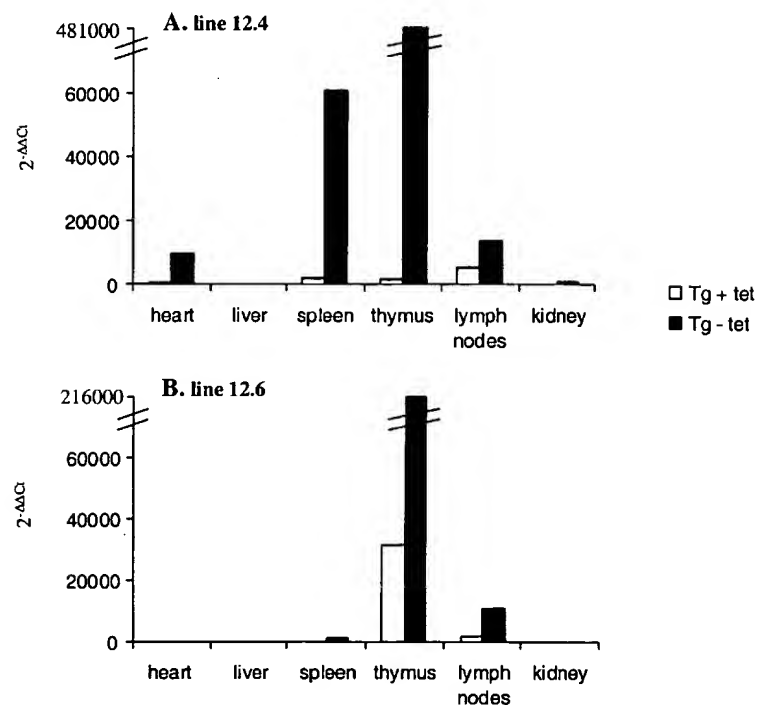 A. line 12.4
481000
60000
40000
20000
0
2^-ΔΔCt
heart liver spleen thymus lymph nodes kidney
Tg + tet
Tg - tet
B. line 12.6
216000
60000
40000
20000
0
2^-ΔΔCt
heart liver spleen thymus lymph nodes kidney